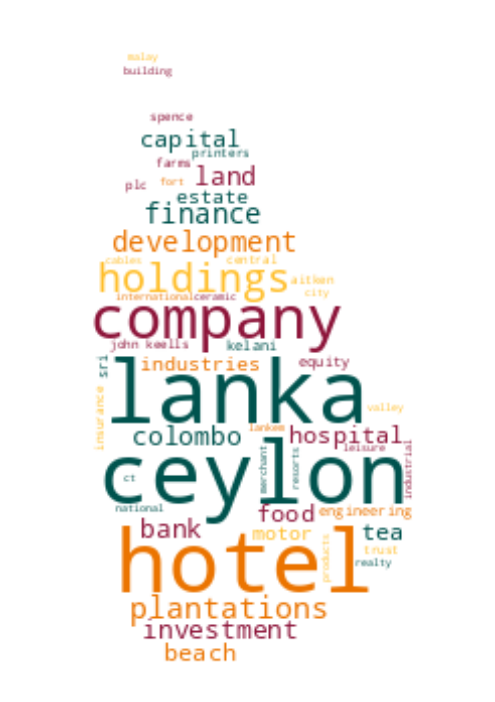 malay
building
spence
capital
printers
farms
land
plc
fort
estate
finance
development
cables
central
holdings
aitken
city
international
ceramic
company
john keells
kelani
sri
industries
equity
lanka
insurance
valley
colombo
lankem
hospital
leisure
ceylon
merchant
resorts
industrial
ct
national
food
engineering
bank
motor
tea
hotel
products
trust
realty
plantations
investment
beach